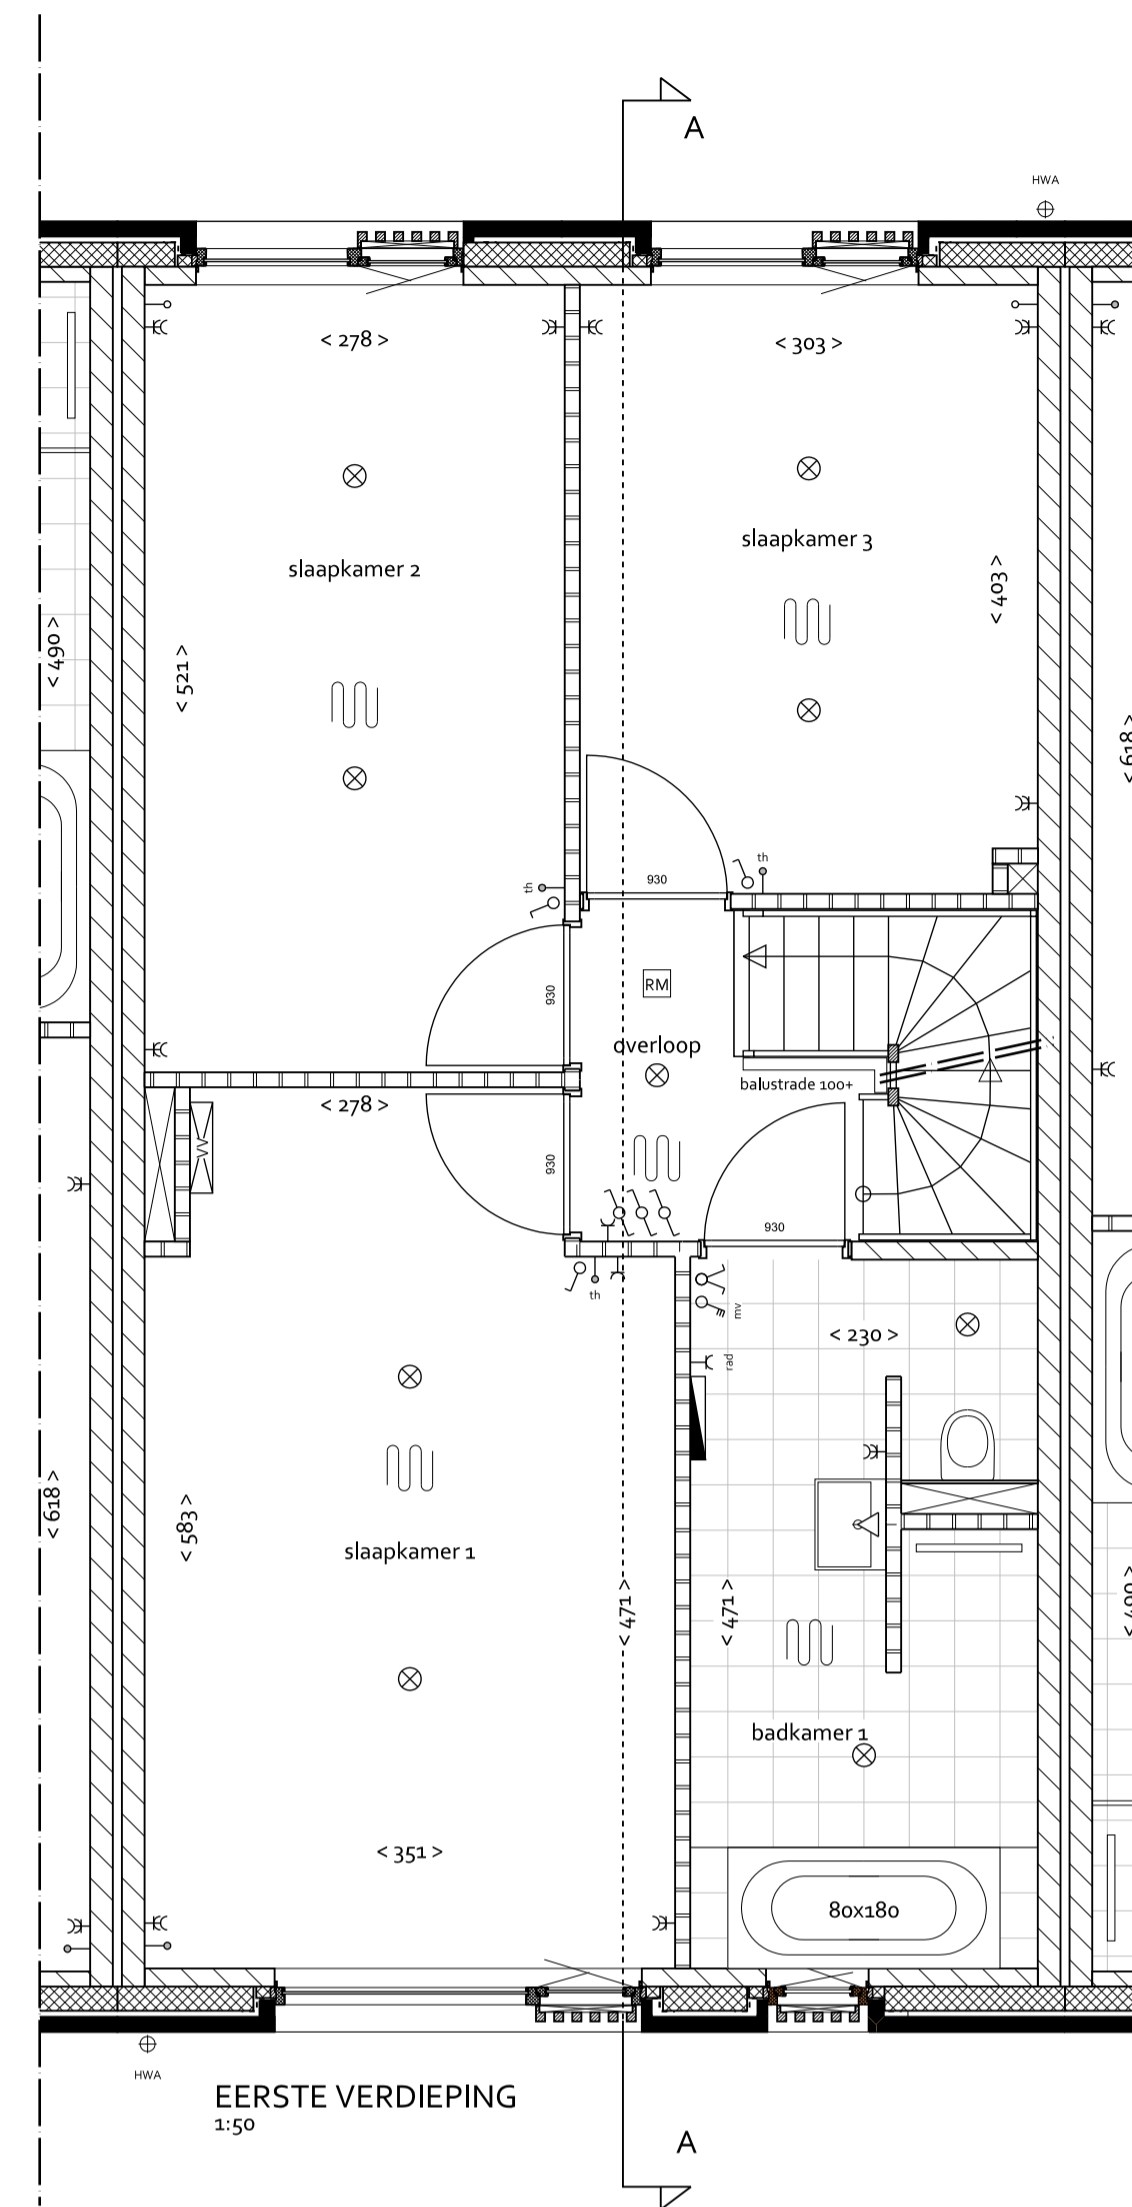 A
HWA
< 278 >
< 303 >
slaapkamer 3
slaapkamer 2
< 403 >
< 490 >
< 521 >
< 618 >
th
930
th
930
RM
overloop
balustrade 100+
< 278 >
W
930
930
th
mv
< 230 >
rad
< 618 >
< 583 >
slaapkamer 1
< 471 >
< 471 >
< 490 >
badkamer 1
< 351 >
80x180
HWA
EERSTE VERDIEPING
1:50
A